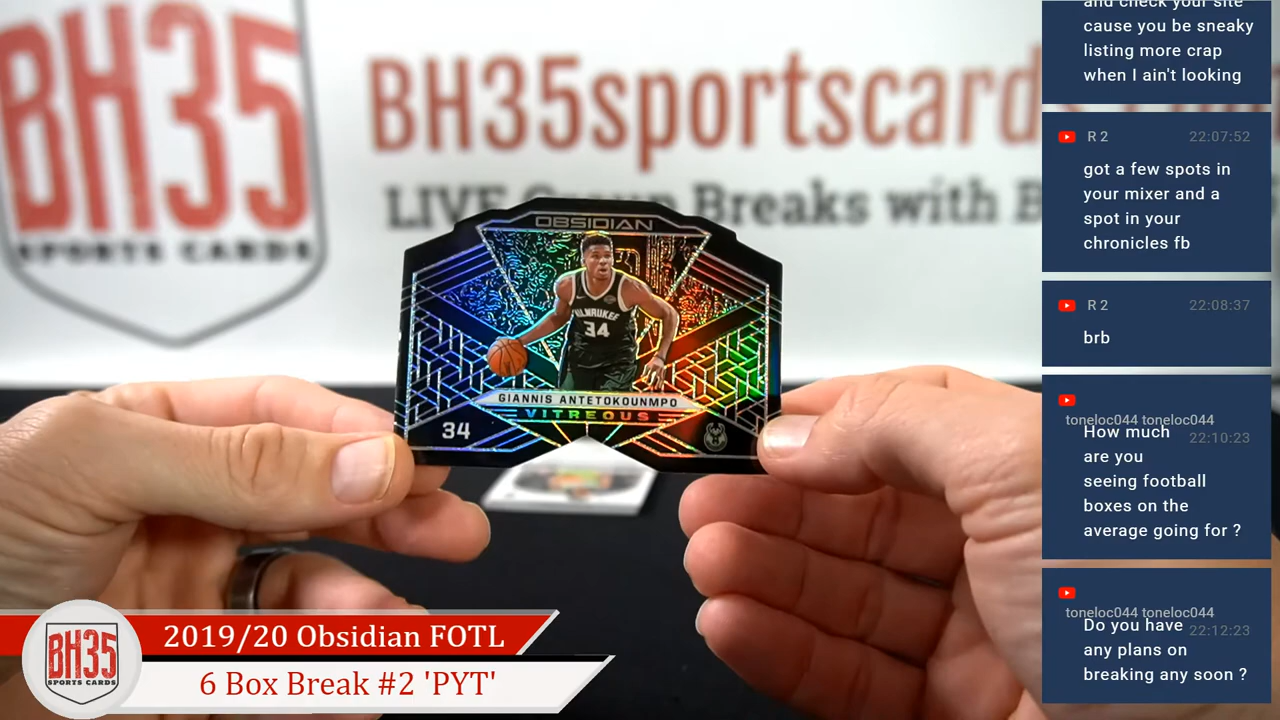 BH35
SPORTS CARDS
BH35sportscard
LIVE Group Breaks with B
OBSIDIAN
MILWAUKEE
34
GIANNIS ANTETOKOUNMPO
VITREOUS
34
BH35
SPORTS CARDS
2019/20 Obsidian FOTL
6 Box Break #2 'PYT'
and check your site
cause you be sneaky
listing more crap
when I ain't looking
R 2 22:07:52
got a few spots in
your mixer and a
spot in your
chronicles fb
R 2 22:08:37
brb
toneloc044 toneloc044
How much 22:10:23
are you
seeing football
boxes on the
average going for ?
toneloc044 toneloc044
Do you have 22:12:23
any plans on
breaking any soon ?